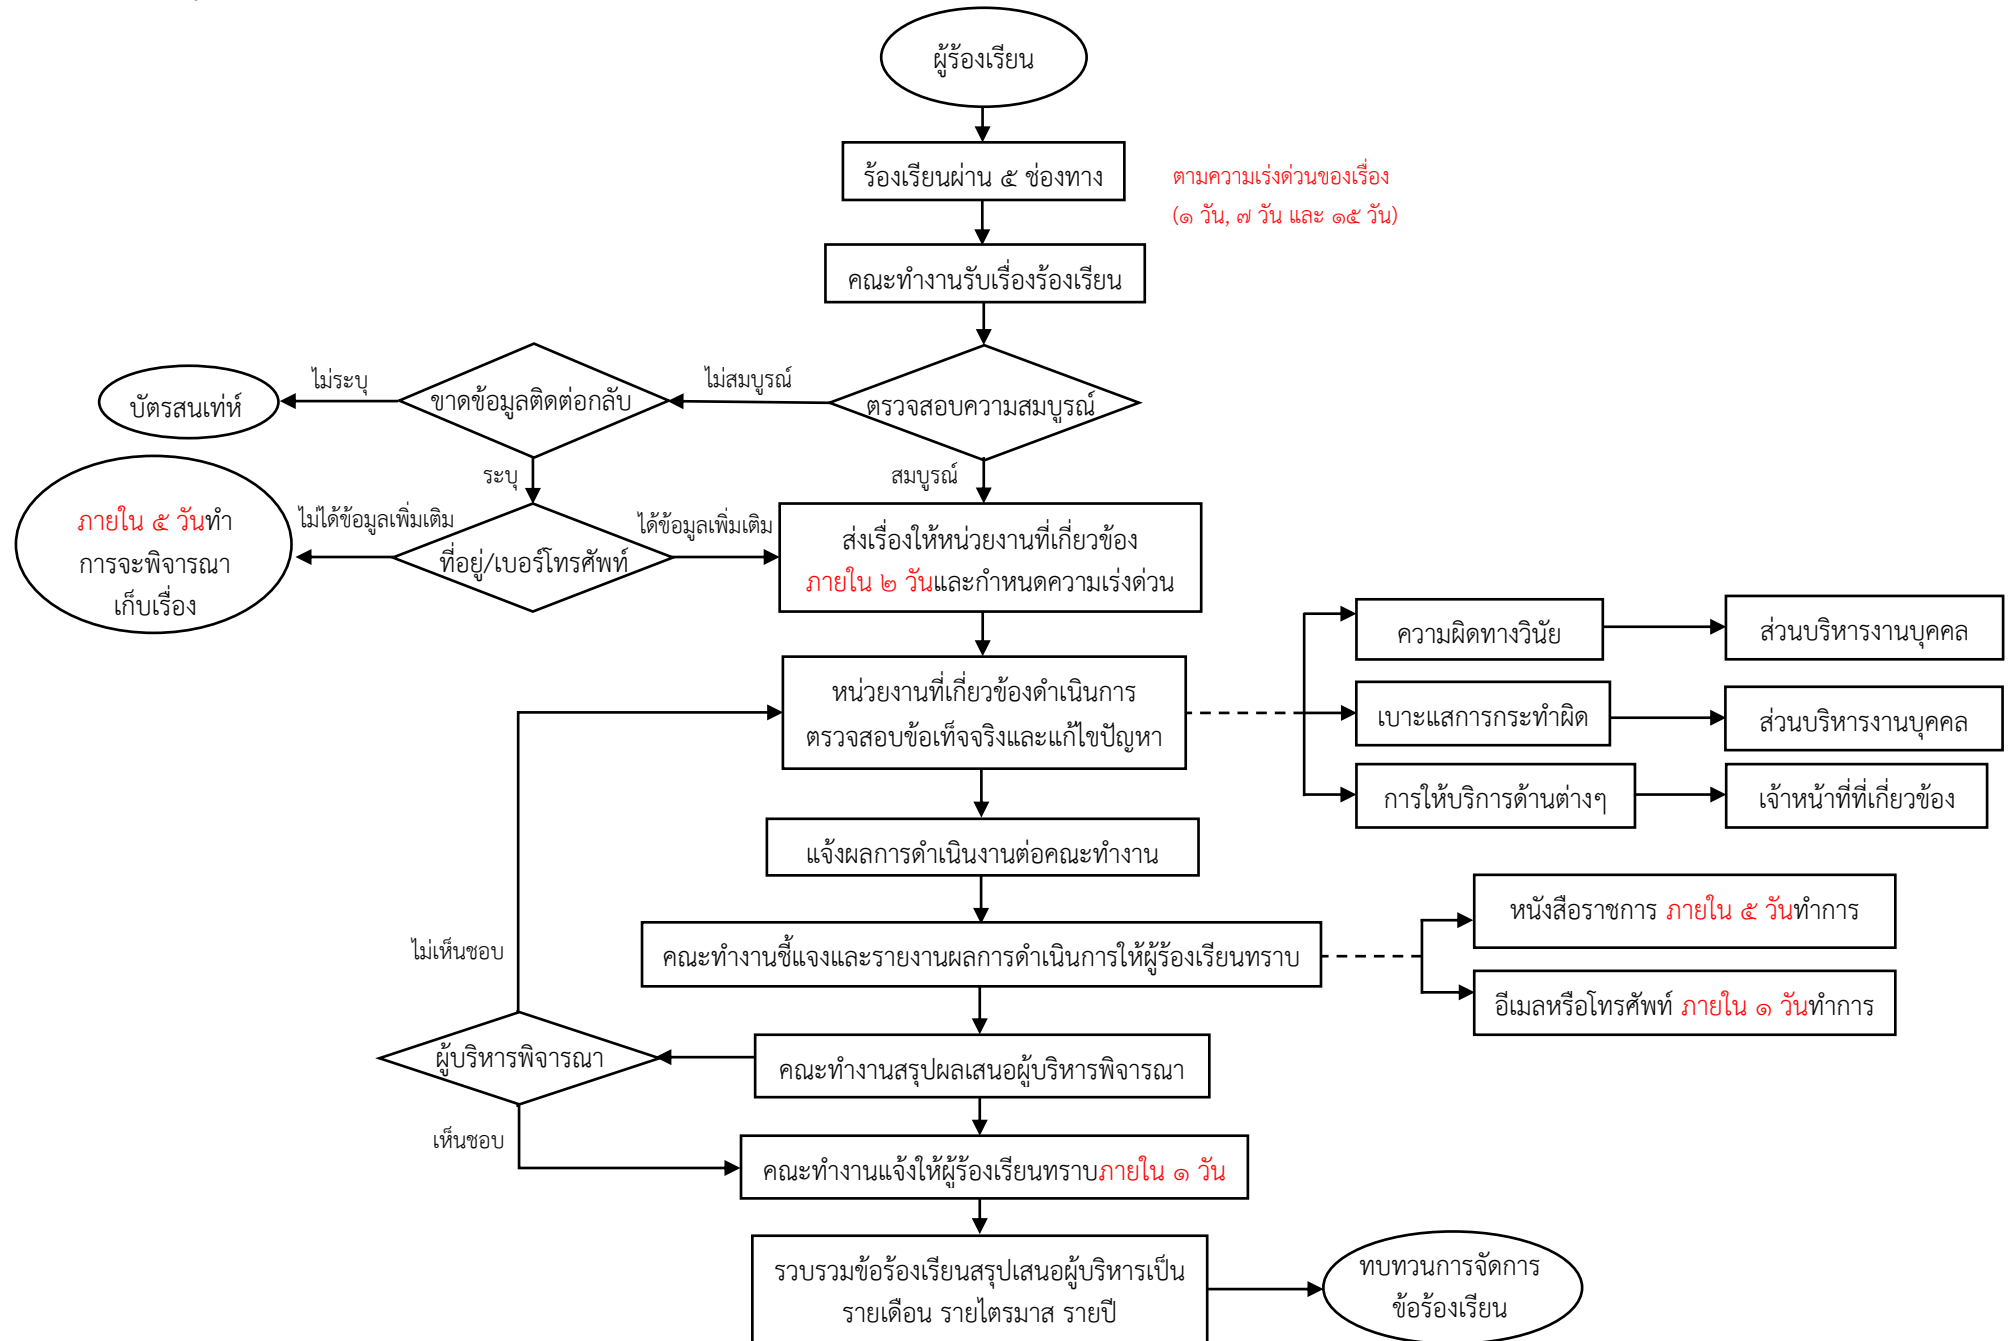 ผู้ร้องเรียน
ร้องเรียนผ่าน ๕ ช่องทาง
ตามความเร่งด่วนของเรื่อง
(๑ วัน, ๗ วัน และ ๑๕ วัน)
คณะทำงานรับเรื่องร้องเรียน
ตรวจสอบความสมบูรณ์
ไม่สมบูรณ์
ขาดข้อมูลติดต่อกลับ
ไม่ระบุ
บัตรสนเท่ห์
ระบุ
สมบูรณ์
ที่อยู่/เบอร์โทรศัพท์
ไม่ได้ข้อมูลเพิ่มเติม
ภายใน ๕ วันทำ
การจะพิจารณา
เก็บเรื่อง
ได้ข้อมูลเพิ่มเติม
ส่งเรื่องให้หน่วยงานที่เกี่ยวข้อง
ภายใน ๒ วันและกำหนดความเร่งด่วน
หน่วยงานที่เกี่ยวข้องดำเนินการ
ตรวจสอบข้อเท็จจริงและแก้ไขปัญหา
ความผิดทางวินัย
ส่วนบริหารงานบุคคล
เบาะแสการกระทำผิด
ส่วนบริหารงานบุคคล
การให้บริการด้านต่างๆ
เจ้าหน้าที่ที่เกี่ยวข้อง
แจ้งผลการดำเนินงานต่อคณะทำงาน
คณะทำงานชี้แจงและรายงานผลการดำเนินการให้ผู้ร้องเรียนทราบ
หนังสือราชการ ภายใน ๕ วันทำการ
อีเมลหรือโทรศัพท์ ภายใน ๑ วันทำการ
ไม่เห็นชอบ
ผู้บริหารพิจารณา
คณะทำงานสรุปผลเสนอผู้บริหารพิจารณา
เห็นชอบ
คณะทำงานแจ้งให้ผู้ร้องเรียนทราบภายใน ๑ วัน
รวบรวมข้อร้องเรียนสรุปเสนอผู้บริหารเป็น
รายเดือน รายไตรมาส รายปี
ทบทวนการจัดการ
ข้อร้องเรียน